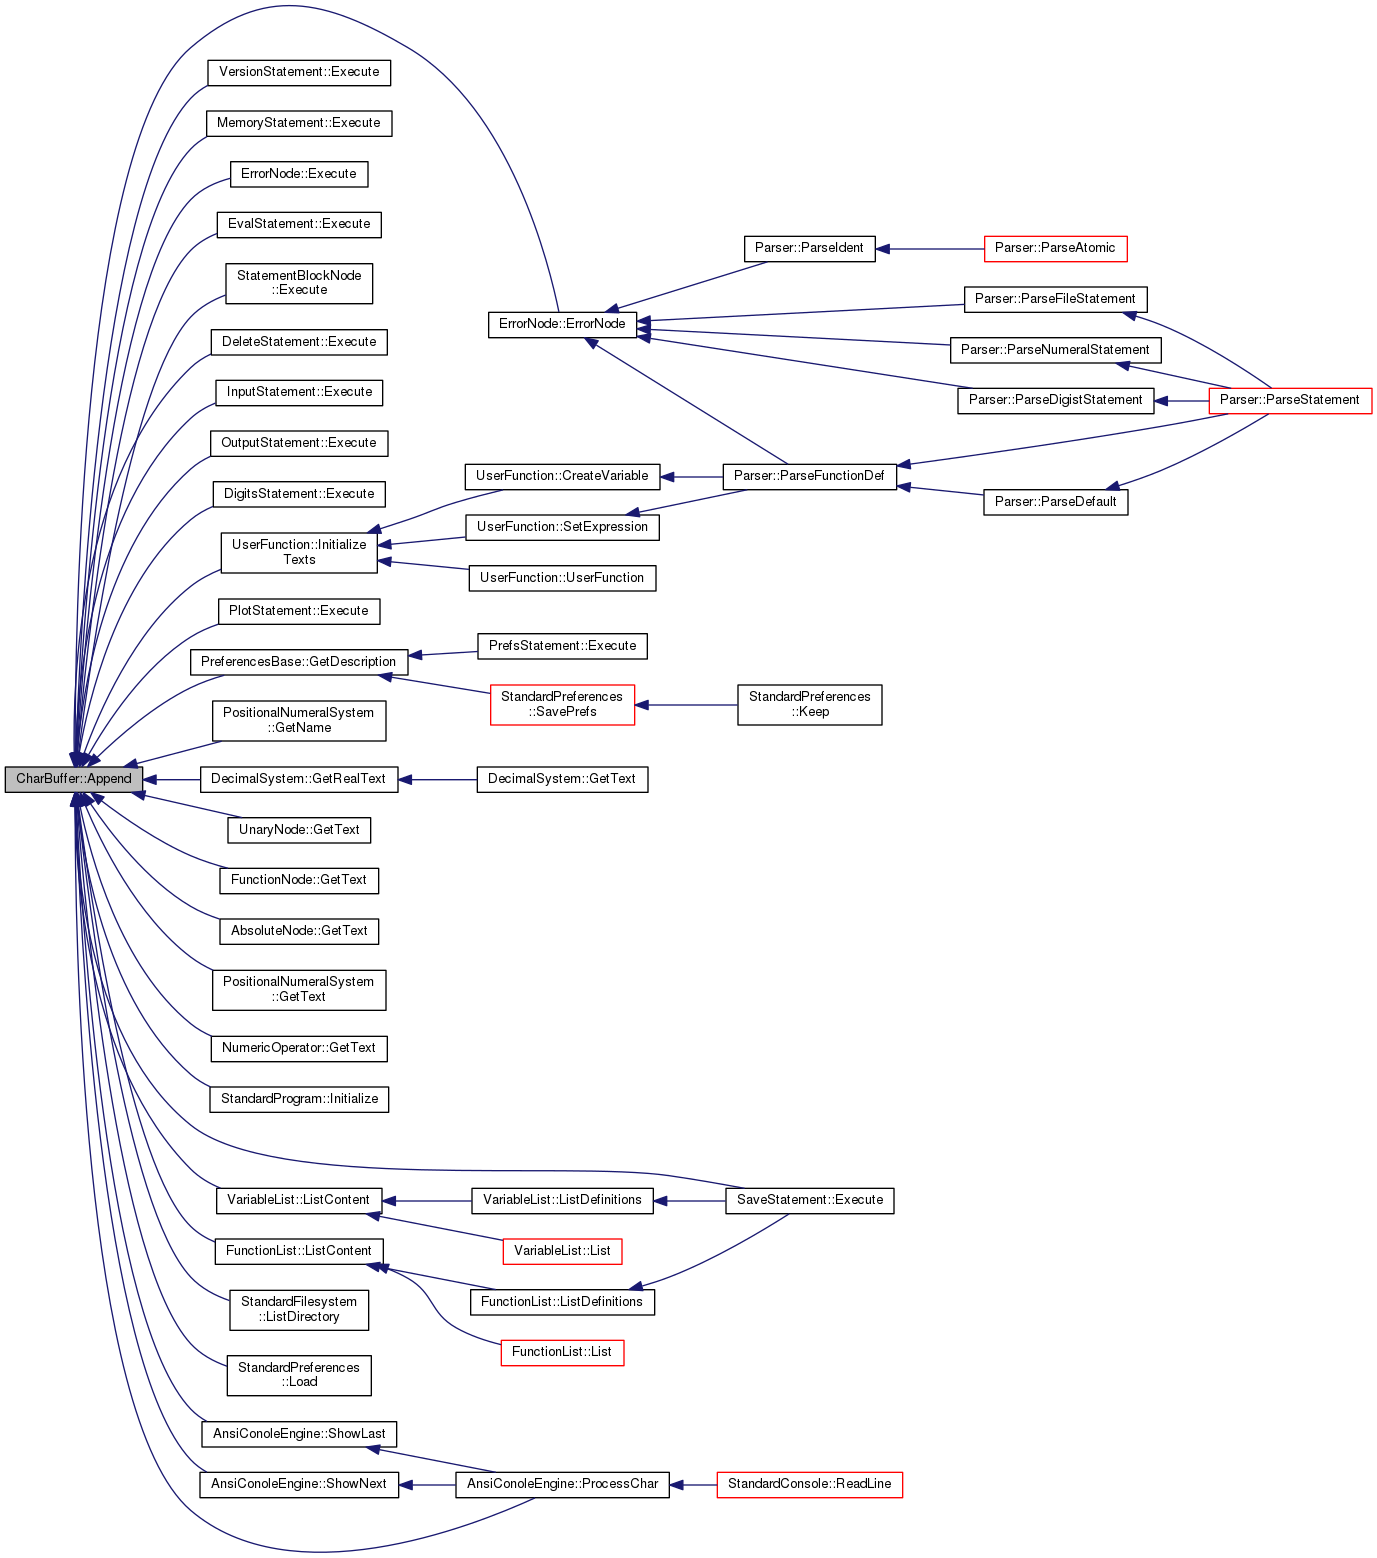 VersionStatement::Execute
MemoryStatement::Execute
ErrorNode::Execute
EvalStatement::Execute
StatementBlockNode
::Execute
DeleteStatement::Execute
InputStatement::Execute
OutputStatement::Execute
DigitsStatement::Execute
UserFunction::Initialize
Texts
PlotStatement::Execute
PreferencesBase::GetDescription
PositionalNumeralSystem
::GetName
CharBuffer::Append
DecimalSystem::GetRealText
UnaryNode::GetText
FunctionNode::GetText
AbsoluteNode::GetText
PositionalNumeralSystem
::GetText
NumericOperator::GetText
StandardProgram::Initialize
VariableList::ListContent
FunctionList::ListContent
StandardFilesystem
::ListDirectory
StandardPreferences
::Load
AnsiConoleEngine::ShowLast
AnsiConoleEngine::ShowNext
ErrorNode::ErrorNode
UserFunction::CreateVariable
UserFunction::SetExpression
UserFunction::UserFunction
PrefsStatement::Execute
StandardPreferences
::SavePrefs
DecimalSystem::GetText
VariableList::ListDefinitions
VariableList::List
FunctionList::ListDefinitions
FunctionList::List
AnsiConoleEngine::ProcessChar
Parser::ParseIdent
Parser::ParseFunctionDef
StandardPreferences
::Keep
SaveStatement::Execute
StandardConsole::ReadLine
Parser::ParseAtomic
Parser::ParseFileStatement
Parser::ParseNumeralStatement
Parser::ParseDigistStatement
Parser::ParseDefault
Parser::ParseStatement